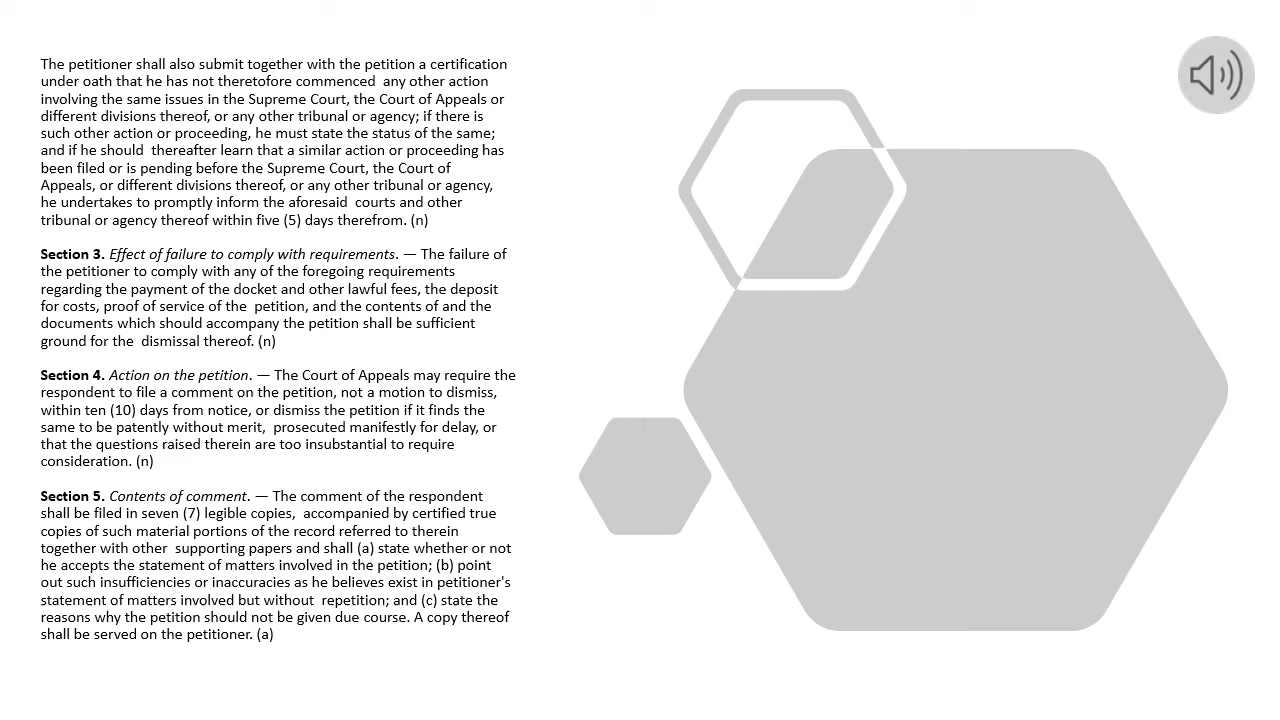 The petitioner shall also submit together with the petition a certification
under oath that he has not theretofore commenced  any other action
involving the same issues in the Supreme Court, the Court of Appeals or
different divisions thereof, or any other tribunal or agency; if there is
such other action or proceeding, he must state the status of the same;
and if he should  thereafter learn that a similar action or proceeding has
been filed or is pending before the Supreme Court, the Court of
Appeals, or different divisions thereof, or any other tribunal or agency,
he undertakes to promptly inform the aforesaid  courts and other
tribunal or agency thereof within five (5) days therefrom. (n)
Section 3. Effect of failure to comply with requirements. — The failure of
the petitioner to comply with any of the foregoing requirements
regarding the payment of the docket and other lawful fees, the deposit
for costs, proof of service of the  petition, and the contents of and the
documents which should accompany the petition shall be sufficient
ground for the  dismissal thereof. (n)
Section 4. Action on the petition. — The Court of Appeals may require the
respondent to file a comment on the petition, not a motion to dismiss,
within ten (10) days from notice, or dismiss the petition if it finds the
same to be patently without merit,  prosecuted manifestly for delay, or
that the questions raised therein are too insubstantial to require
consideration. (n)
Section 5. Contents of comment. — The comment of the respondent
shall be filed in seven (7) legible copies,  accompanied by certified true
copies of such material portions of the record referred to therein
together with other  supporting papers and shall (a) state whether or not
he accepts the statement of matters involved in the petition; (b) point
out such insufficiencies or inaccuracies as he believes exist in petitioner's
statement of matters involved but without  repetition; and (c) state the
reasons why the petition should not be given due course. A copy thereof
shall be served on the petitioner. (a)